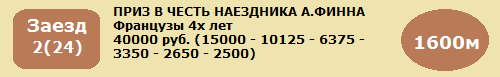 Заезд
2(24)
ПРИЗ В ЧЕСТЬ НАЕЗДНИКА А.ФИННА
Французы 4х лет
40000 руб. (15000 - 10125 - 6375 -
3350 - 2650 - 2500)
1600м